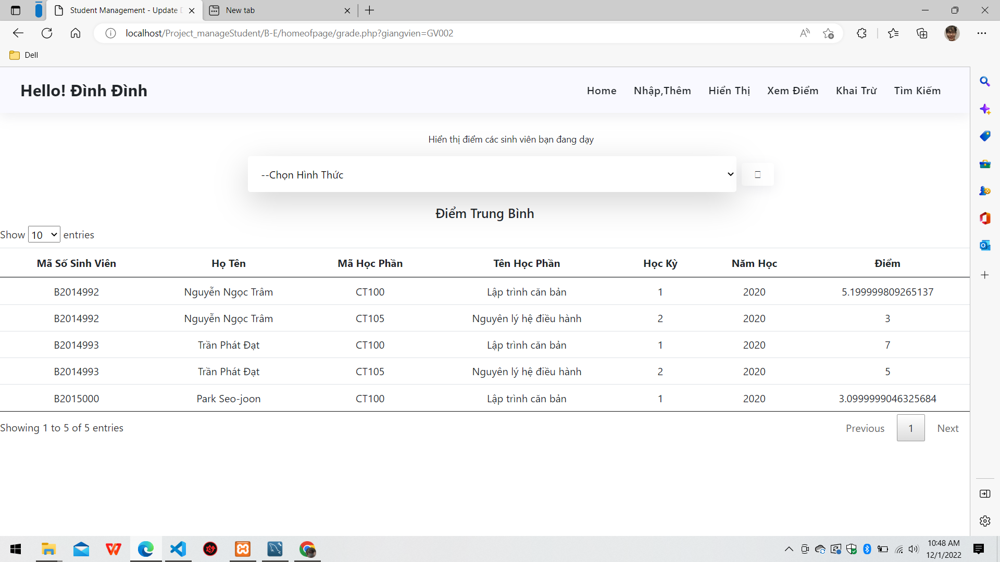 Student Management - Update D
New tab
localhost/Project_manageStudent/B-E/homeofpage/grade.php?giangvien=GV002
Dell
Hello! Đình Đình
Home Nhập,Thêm Hiển Thị Xem Điểm Khai Trừ Tìm Kiếm
Hiển thị điểm các sinh viên bạn đang dạy
--Chọn Hình Thức
Điểm Trung Bình
Show 10 entries
Mã Số Sinh Viên Họ Tên Mã Học Phần Tên Học Phần Học Kỳ Năm Học Điểm
B2014992 Nguyễn Ngọc Trâm CT100 Lập trình căn bản 1 2020 5.199999809265137
B2014992 Nguyễn Ngọc Trâm CT105 Nguyên lý hệ điều hành 2 2020 3
B2014993 Trần Phát Đạt CT100 Lập trình căn bản 1 2020 7
B2014993 Trần Phát Đạt CT105 Nguyên lý hệ điều hành 2 2020 5
B2015000 Park Seo-joon CT100 Lập trình căn bản 1 2020 3.0999999046325684
Showing 1 to 5 of 5 entries
Previous 1 Next
10:48 AM
12/1/2022